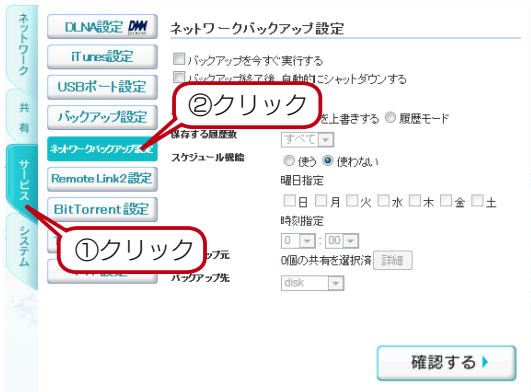 ネットワーク
共有
サービス
システム
DLNA設定
iTunes設定
USBポート設定
バックアップ設定
ネットワークバックアップ設定
Remote Link2設定
BitTorrent設定
ネットワークバックアップ設定
バックアップを今すぐ実行する
バックアップ終了後、自動的にシャットダウンする
②クリック
を上書きする 履歴モード
保存する履歴数
すべて
スケジュール機能
使う 使わない
曜日指定
日 月 火 水 木 金 土
時刻指定
0 : 00
①クリック
ップ元
0個の共有を選択済 詳細
バックアップ先
disk
確認する